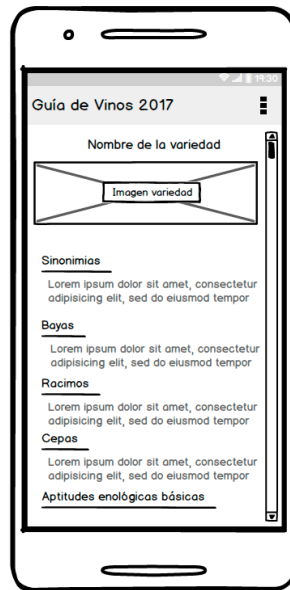 19:30
Guía de Vinos 2017
Nombre de la variedad
Imagen variedad
Sinonimias
Lorem ipsum dolor sit amet, consectetur
adipisicing elit, sed do eiusmod tempor
Bayas
Lorem ipsum dolor sit amet, consectetur
adipisicing elit, sed do eiusmod tempor
Racimos
Lorem ipsum dolor sit amet, consectetur
adipisicing elit, sed do eiusmod tempor
Cepas
Lorem ipsum dolor sit amet, consectetur
adipisicing elit, sed do eiusmod tempor
Aptitudes enológicas básicas